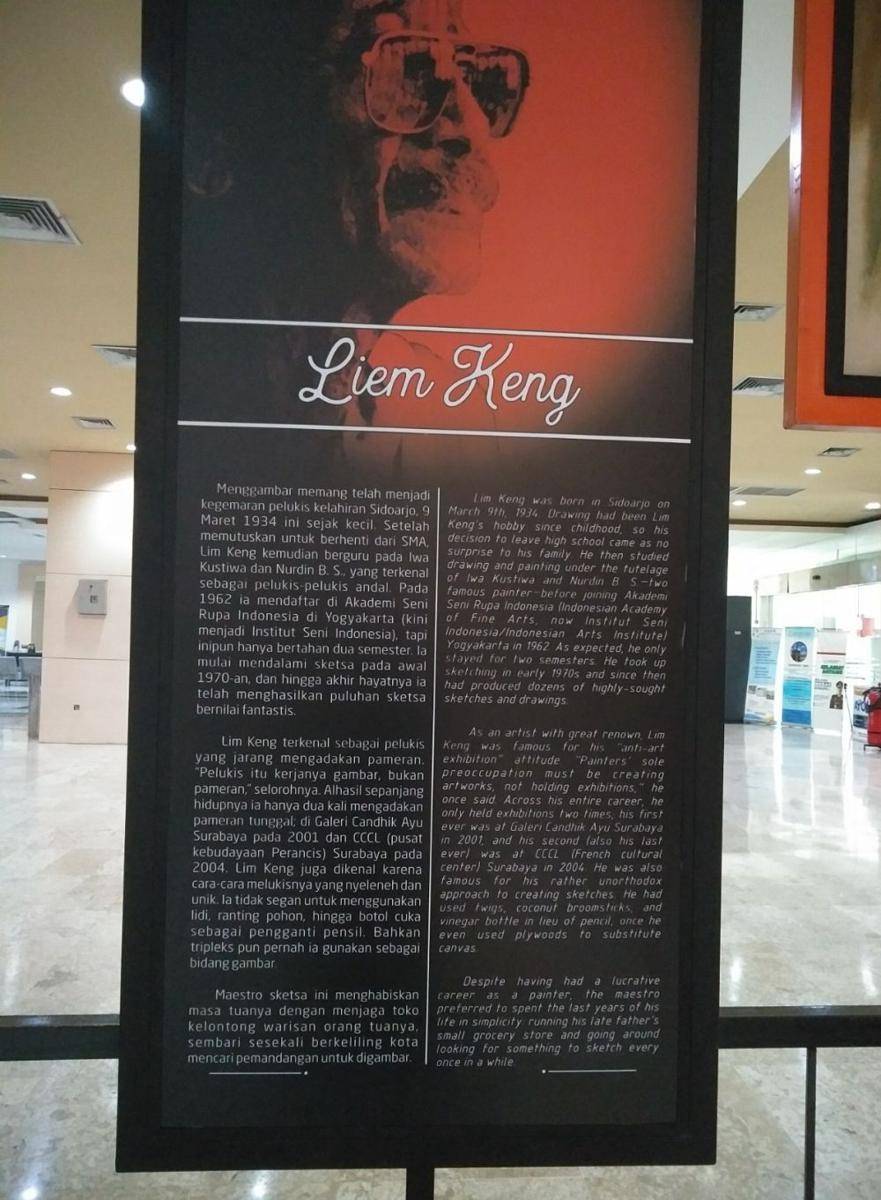 Liem Keng
Menggambar memang telah menjadi
kegemaran pelukis kelahiran Sidoarjo, 9
Maret 1934 ini sejak kecil. Setelah
memutuskan untuk berhenti dari SMA,
Lim Keng kemudian berguru pada Iwa
Kustiwa dan Nurdin B. S., yang terkenal
sebagai pelukis-pelukis andal. Pada
1962 ia mendaftar di Akademi Seni
Rupa Indonesia di Yogyakarta (kini
menjadi Institut Seni Indonesia), tapi
inipun hanya bertahan dua semester. Ia
mulai mendalami sketsa pada awal
1970-an, dan hingga akhir hayatnya ia
telah menghasilkan puluhan sketsa
bernilai fantastis.
Lim Keng terkenal sebagai pelukis
yang jarang mengadakan pameran.
"Pelukis itu kerjanya gambar, bukan
pameran," selorohnya. Alhasil sepanjang
hidupnya ia hanya dua kali mengadakan
pameran tunggal; di Galeri Candhik Ayu
Surabaya pada 2001 dan CCCL (pusat
kebudayaan Perancis) Surabaya pada
2004. Lim Keng juga dikenal karena
cara-cara melukisnya yang nyeleneh dan
unik. Ia tidak segan untuk menggunakan
lidi, ranting pohon, hingga botol cuka
sebagai pengganti pensil. Bahkan
tripleks pun pernah ia gunakan sebagai
bidang gambar.
Maestro sketsa ini menghabiskan
masa tuanya dengan menjaga toko
kelontong warisan orang tuanya,
sembari sesekali berkeliling kota
mencari pemandangan untuk digambar.
Lim Keng was born in Sidoarjo on
March 9th, 1934. Drawing had been Lim
Keng's hobby since childhood, so his
decision to leave high school came as no
surprise to his family. He then studied
drawing and painting under the tutelage
of Iwa Kustiwa and Nurdin B. S.–two
famous painter–before joining Akademi
Seni Rupa Indonesia (Indonesian Academy
of Fine Arts, now Institut Seni
Indonesia/Indonesian Arts Institute)
Yogyakarta in 1962. As expected, he only
stayed for two semesters. He took up
sketching in early 1970s and since then
had produced dozens of highly-sought
sketches and drawings.
As an artist with great renown, Lim
Keng was famous for his "anti-art
exhibition" attitude. "Painters' sole
preoccupation must be creating
artworks, not holding exhibitions," he
once said. Across his entire career, he
only held exhibitions two times, his first
ever was at Galeri Candhik Ayu Surabaya
in 2001, and his second (also his last
ever) was at CCCL (French cultural
center) Surabaya in 2004. He was also
famous for his rather unorthodox
approach to creating sketches. He had
used twigs, coconut broomsticks, and
vinegar bottle in lieu of pencil, once he
even used plywoods to substitute
canvas.
Despite having had a lucrative
career as a painter, the maestro
preferred to spent the last years of his
life in simplicity: running his late father's
small grocery store and going around
looking for something to sketch every
once in a while.